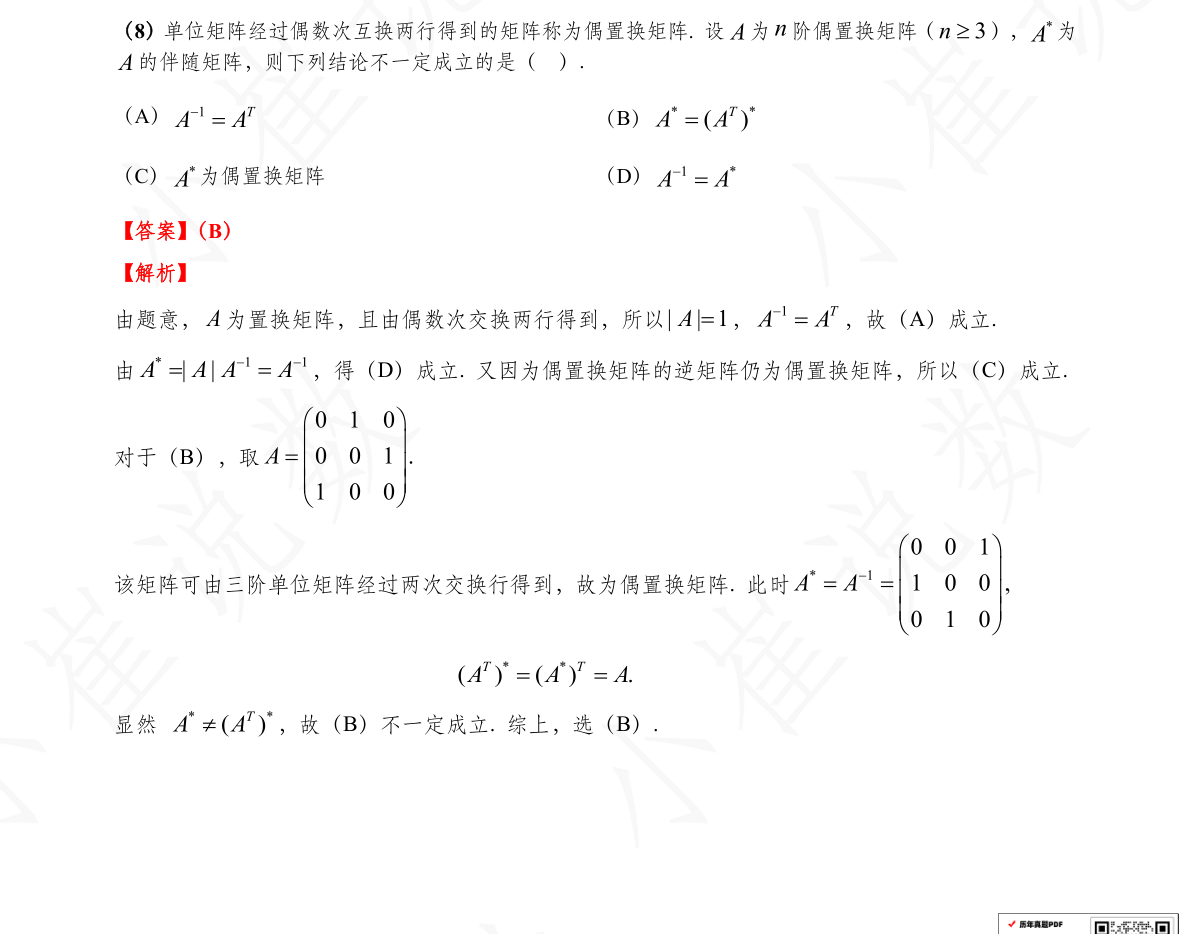 (8) 单位矩阵经过偶数次互换两行得到的矩阵称为偶置换矩阵. 设 A 为 n 阶偶置换矩阵（n ≥ 3），A* 为
A 的伴随矩阵，则下列结论不一定成立的是（ ）.
（A） A⁻¹ = Aᵀ （B） A* = (Aᵀ)*
（C） A* 为偶置换矩阵 （D） A⁻¹ = A*
【答案】（B）
【解析】
由题意，A 为置换矩阵，且由偶数次交换两行得到，所以| A |= 1，A⁻¹ = Aᵀ，故（A）成立.
由 A* =| A | A⁻¹ = A⁻¹，得（D）成立. 又因为偶置换矩阵的逆矩阵仍为偶置换矩阵，所以（C）成立.
0 1 0
对于（B），取 A = 0 0 1 .
1 0 0
0 0 1
该矩阵可由三阶单位矩阵经过两次交换行得到，故为偶置换矩阵. 此时 A* = A⁻¹ = 1 0 0 ,
0 1 0
(Aᵀ)* = (A*)ᵀ = A.
显然 A* ≠ (Aᵀ)*，故（B）不一定成立. 综上，选（B）.
历年真题PDF
小崔说数